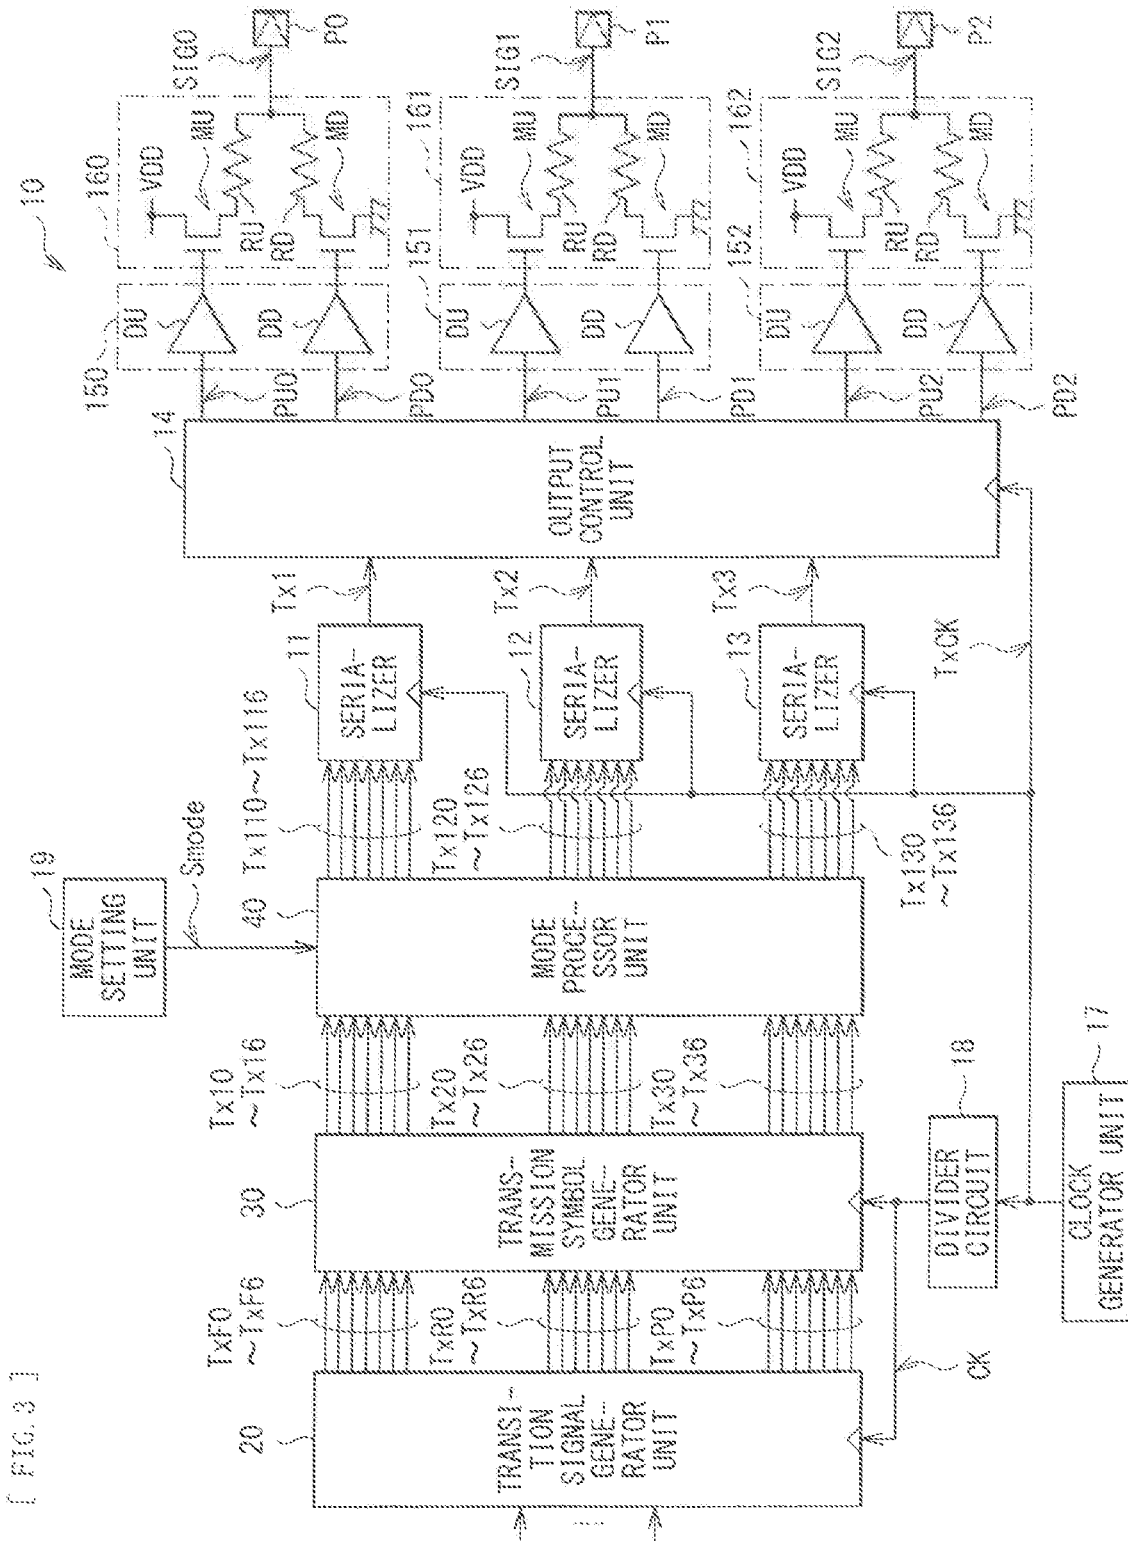 [ FIG. 3 ]
10
20
TRANSI-
TION
SIGNAL
GENE-
RATOR
UNIT
TxF0
~TxF6
TxR0
~TxR6
TxP0
~TxP6
CK
30
TRANS-
MISSION
SYMBOL
GENE-
RATOR
UNIT
Tx10
~Tx16
Tx20
~Tx26
Tx30
~Tx36
18
DIVIDER
CIRCUIT
17
CLOCK
GENERATOR UNIT
19
MODE
SETTING
UNIT
Smode
40
MODE
PROCE-
SSOR
UNIT
Tx110~Tx116
Tx120
~Tx126
Tx130
~Tx136
11
SERIA-
LIZER
12
SERIA-
LIZER
13
SERIA-
LIZER
Tx1
Tx2
Tx3
TxCK
14
OUTPUT
CONTROL
UNIT
PU0
PD0
PU1
PD1
PU2
PD2
150
DU
DD
151
DU
DD
152
DU
DD
160
VDD
MU
RU
RD
MD
161
VDD
MU
RU
RD
MD
162
VDD
MU
RU
RD
MD
SIG0
P0
SIG1
P1
SIG2
P2